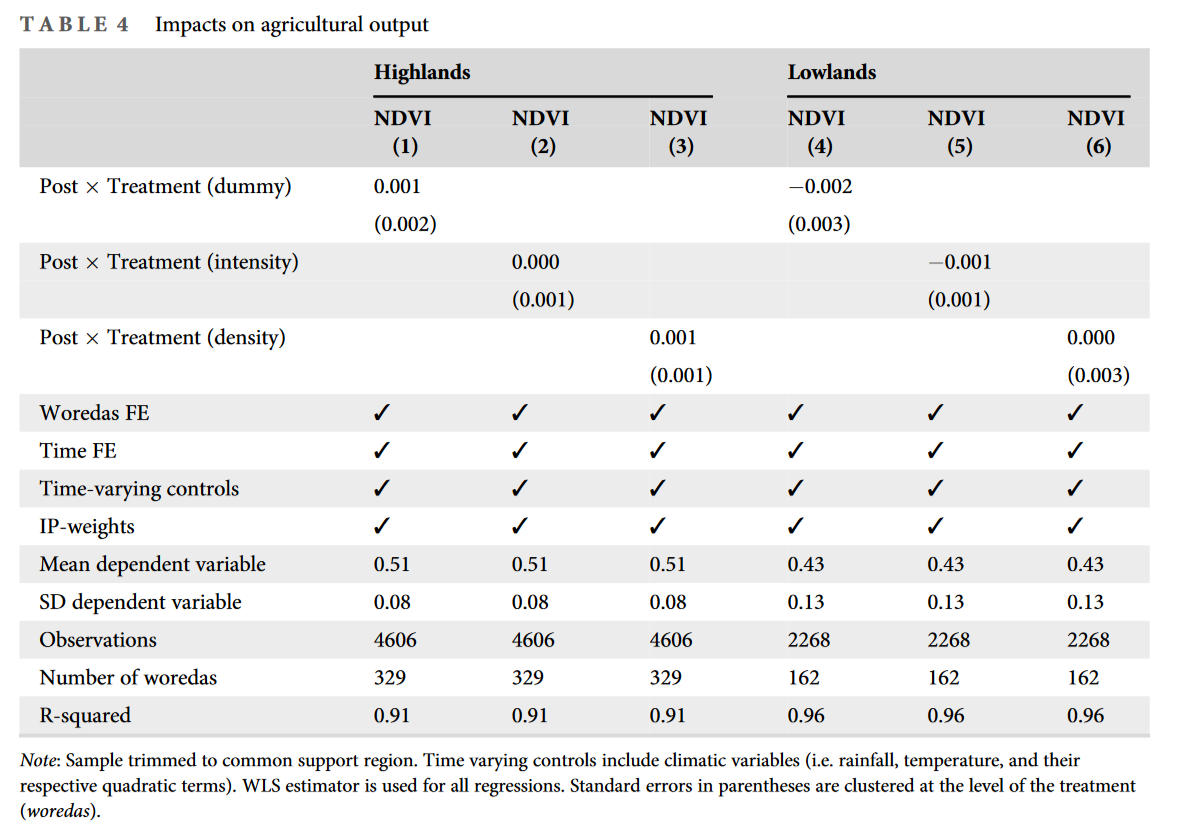 TABLE 4 Impacts on agricultural output
Highlands Lowlands
NDVI NDVI NDVI NDVI NDVI NDVI
(1) (2) (3) (4) (5) (6)
Post × Treatment (dummy) 0.001 −0.002
(0.002) (0.003)
Post × Treatment (intensity) 0.000 −0.001
(0.001) (0.001)
Post × Treatment (density) 0.001 0.000
(0.001) (0.003)
Woredas FE ✓ ✓ ✓ ✓ ✓ ✓
Time FE ✓ ✓ ✓ ✓ ✓ ✓
Time-varying controls ✓ ✓ ✓ ✓ ✓ ✓
IP-weights ✓ ✓ ✓ ✓ ✓ ✓
Mean dependent variable 0.51 0.51 0.51 0.43 0.43 0.43
SD dependent variable 0.08 0.08 0.08 0.13 0.13 0.13
Observations 4606 4606 4606 2268 2268 2268
Number of woredas 329 329 329 162 162 162
R-squared 0.91 0.91 0.91 0.96 0.96 0.96
Note: Sample trimmed to common support region. Time varying controls include climatic variables (i.e. rainfall, temperature, and their
respective quadratic terms). WLS estimator is used for all regressions. Standard errors in parentheses are clustered at the level of the treatment
(woredas).